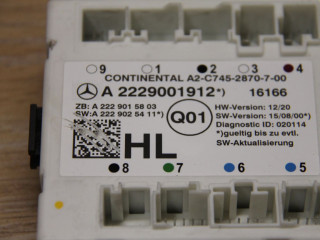 9 1 2 3 4
CONTINENTAL A2-C745-2870-7-00
A 2229001912*) 16166
ZB: A 222 901 58 03
SW: A 222 902 54 11*)
Q01
HW-Version: 12/20
SW-Version: 15/08/00*)
Diagnostic ID: 020114
*)gueltig bis zu evtl.
SW-Aktualisierung
HL
8 7 6 5